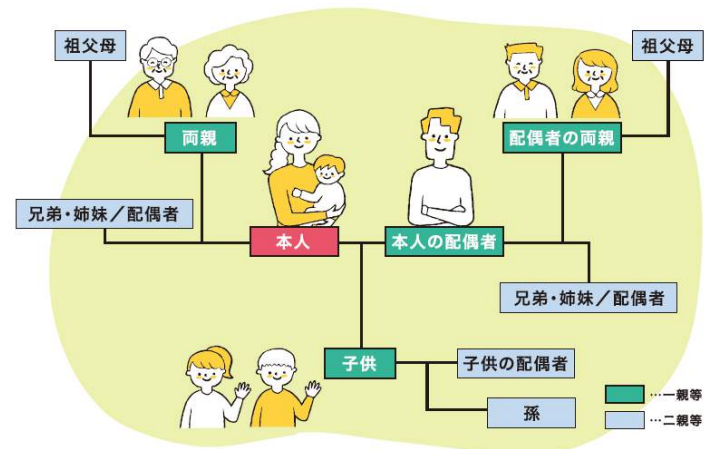 祖父母
祖父母
両親
配偶者の両親
兄弟・姉妹／配偶者
本人
本人の配偶者
兄弟・姉妹／配偶者
子供
子供の配偶者
孫
…一親等
…二親等